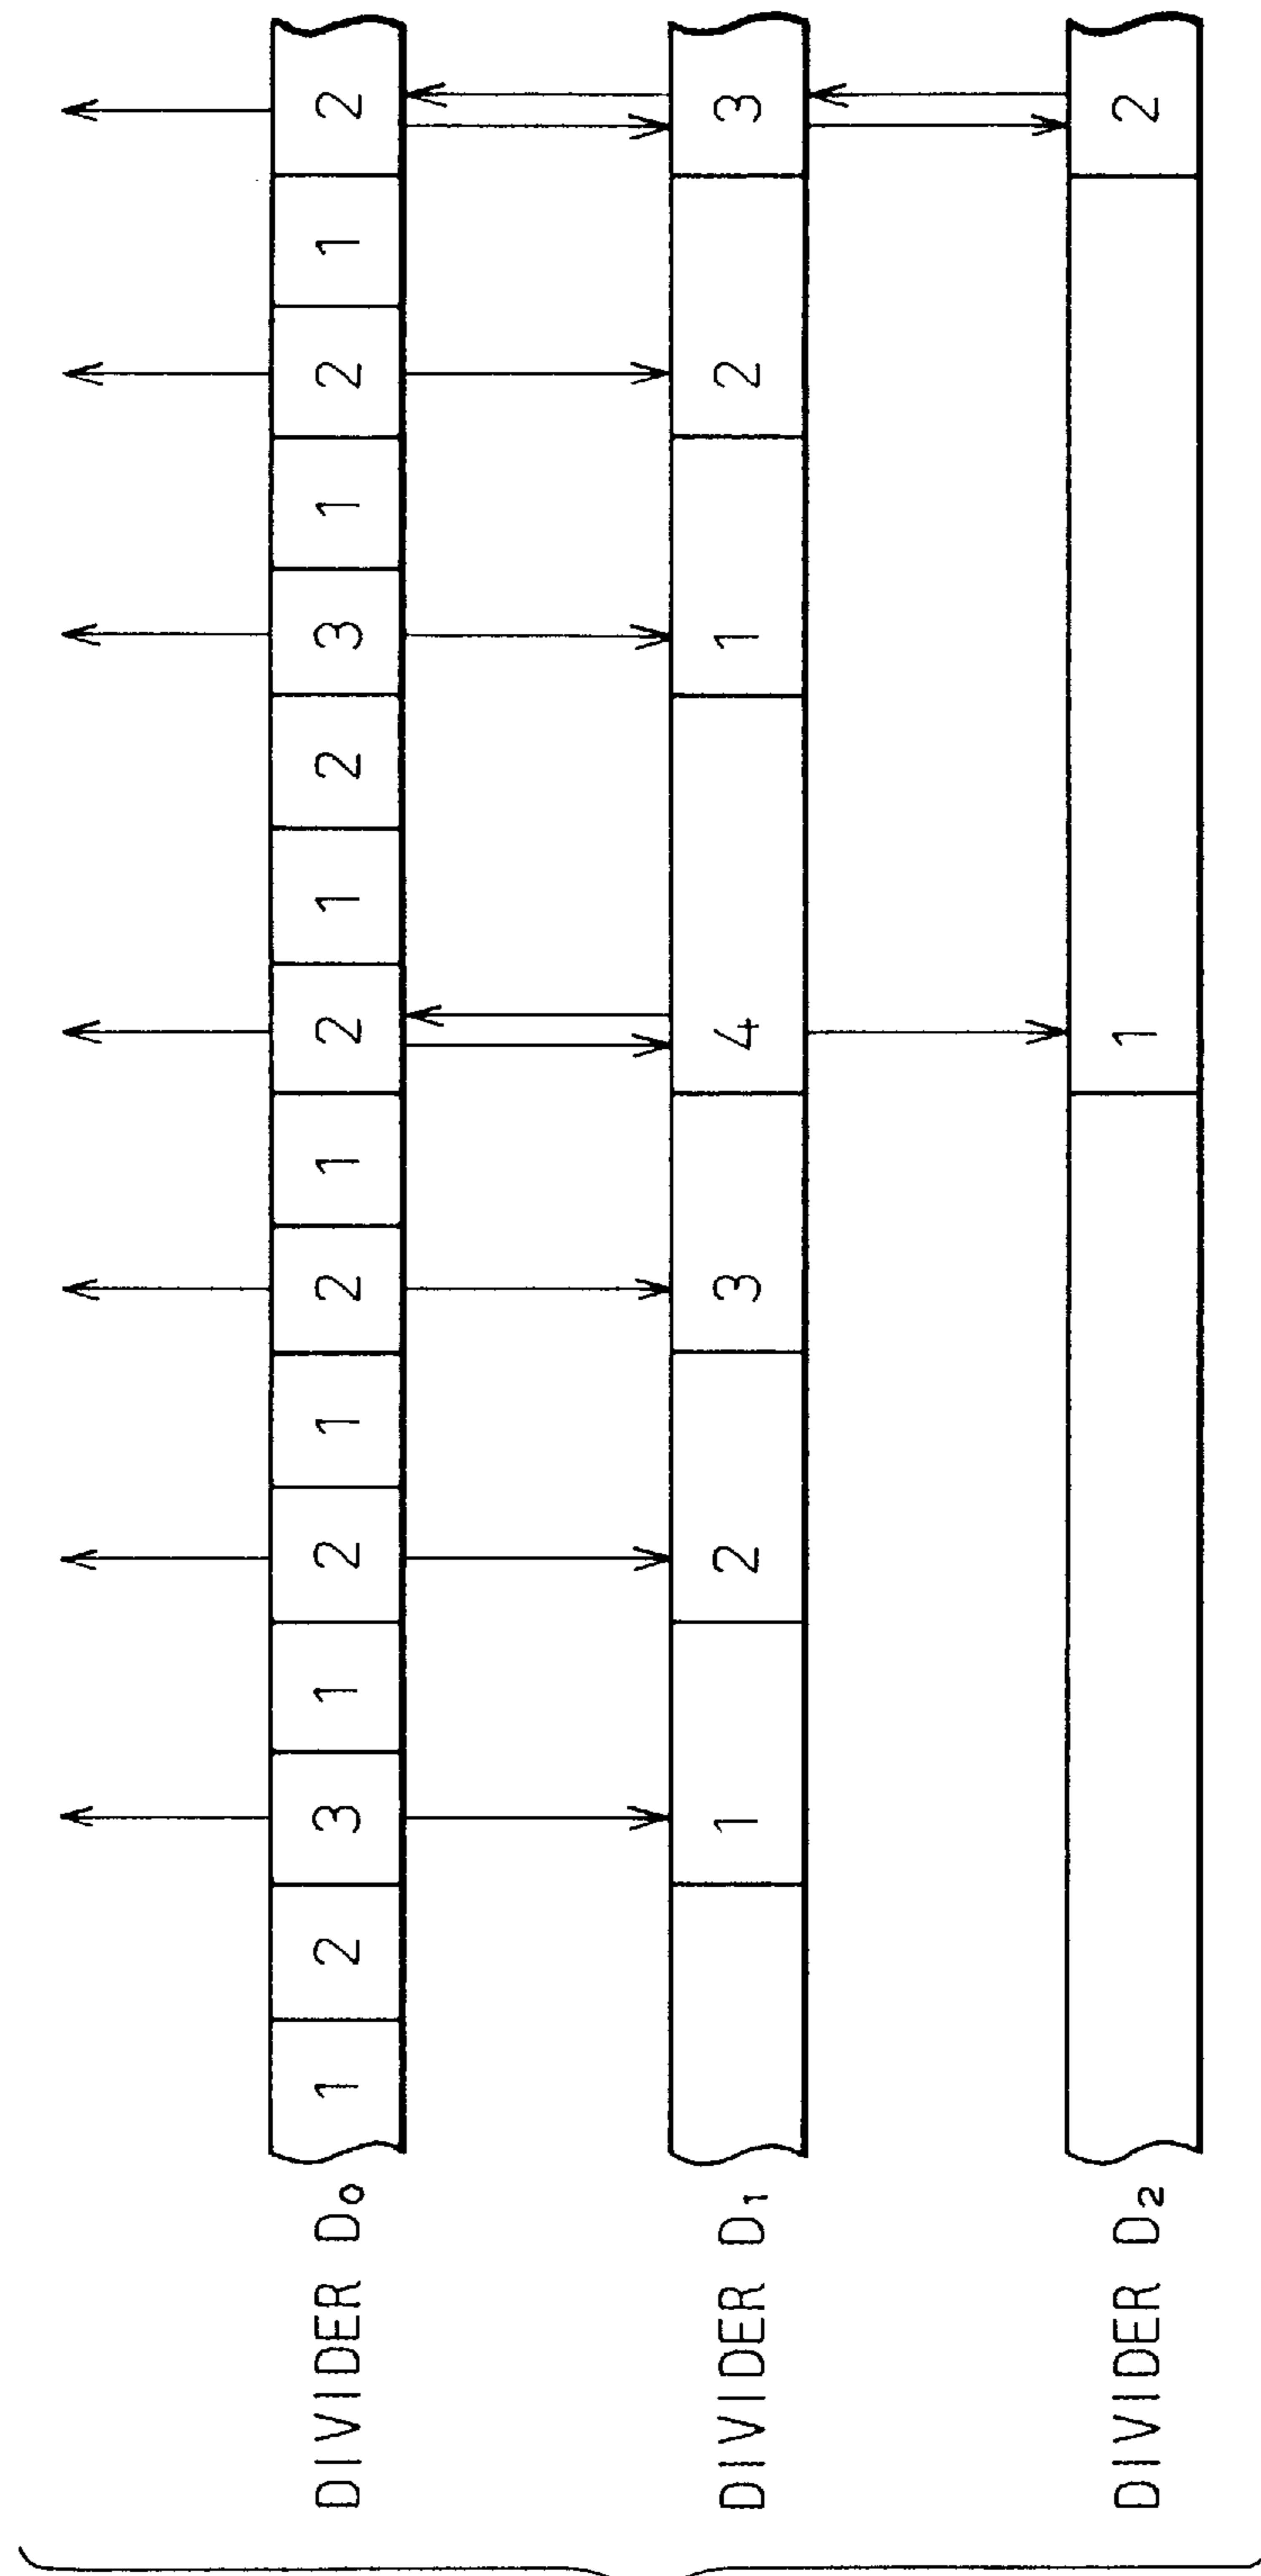 DIVIDER D₀ 1 2 3 1 2 1 2 1 2 1 2 3 1 2 1 2
DIVIDER D₁ 1 2 3 4 1 2 3
DIVIDER D₂ 1 2